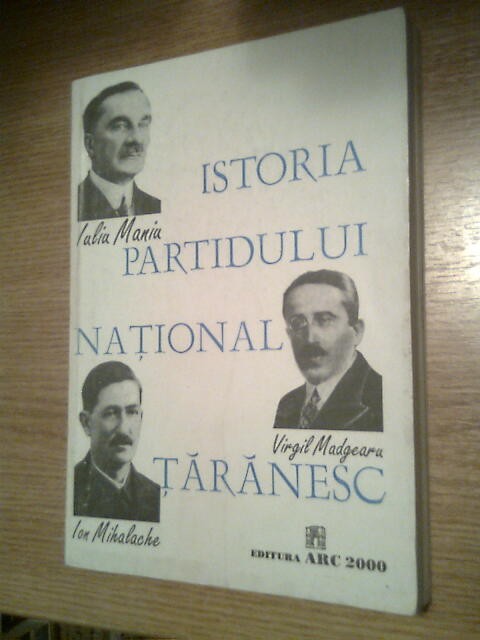 ISTORIA
Iuliu Maniu
PARTIDULUI
NAȚIONAL
Virgil Madgearu
ȚĂRĂNESC
Ion Mihalache
EDITURA ARC 2000